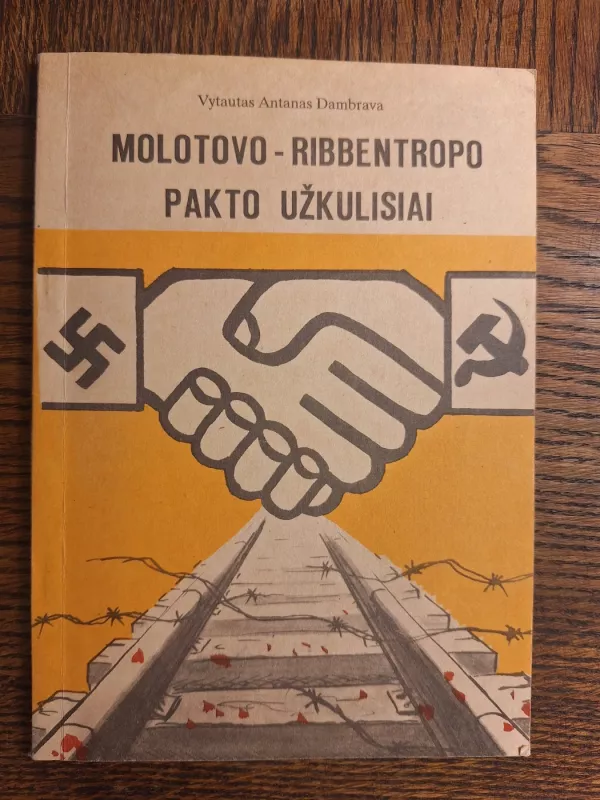 Vytautas Antanas Dambrava
MOLOTOVO - RIBBENTROPO
PAKTO UŽKULISIAI